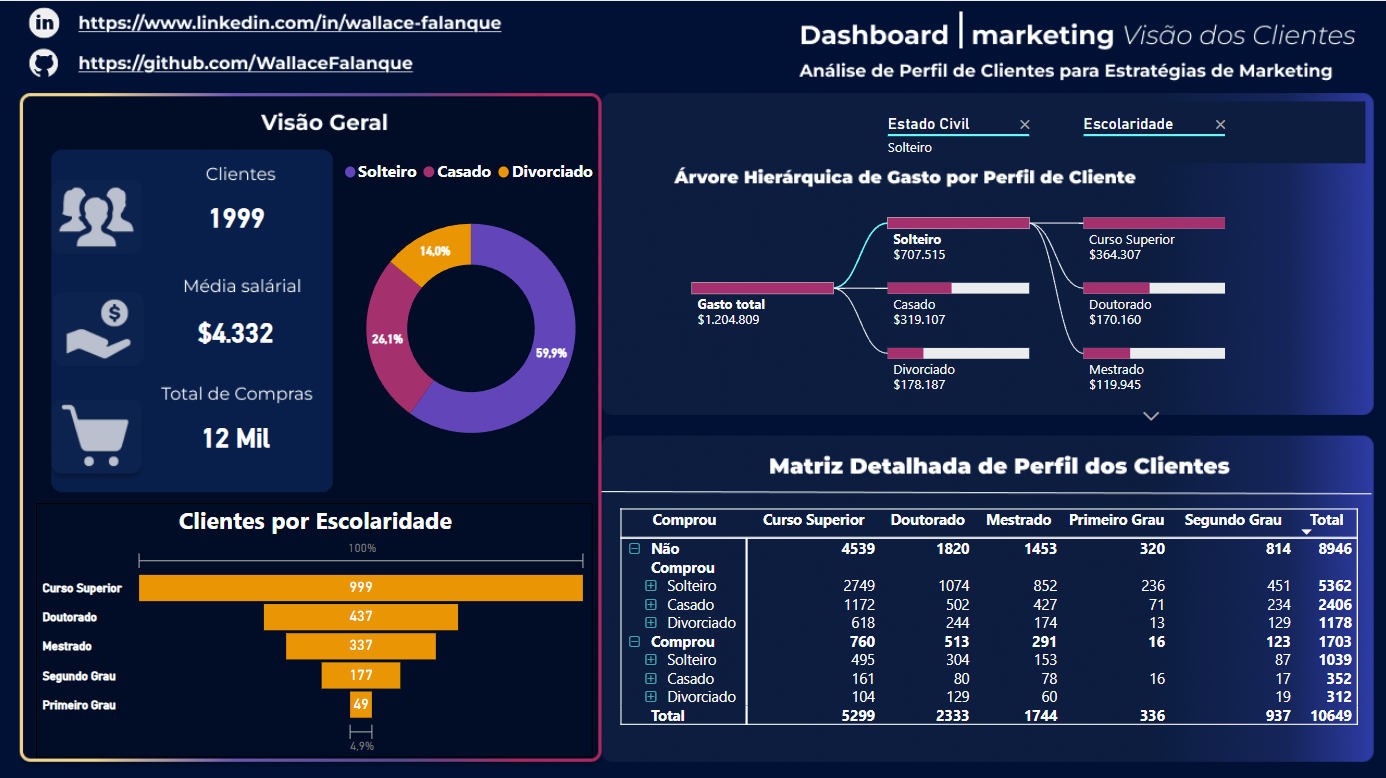 in
https://www.linkedin.com/in/wallace-falanque
https://github.com/WallaceFalanque
Dashboard | marketing Visão dos Clientes
Análise de Perfil de Clientes para Estratégias de Marketing
Visão Geral
Clientes
1999
Média salárial
$
$4.332
Total de Compras
12 Mil
Solteiro Casado Divorciado
14,0%
26,1%
59,9%
Clientes por Escolaridade
100%
Curso Superior 999
Doutorado 437
Mestrado 337
Segundo Grau 177
Primeiro Grau 49
4,9%
Estado Civil × Escolaridade ×
Solteiro
Árvore Hierárquica de Gasto por Perfil de Cliente
Gasto total
$1.204.809
Solteiro
$707.515
Casado
$319.107
Divorciado
$178.187
Curso Superior
$364.307
Doutorado
$170.160
Mestrado
$119.945
Matriz Detalhada de Perfil dos Clientes
Comprou Curso Superior Doutorado Mestrado Primeiro Grau Segundo Grau Total
Não 4539 1820 1453 320 814 8946
Comprou
Solteiro 2749 1074 852 236 451 5362
Casado 1172 502 427 71 234 2406
Divorciado 618 244 174 13 129 1178
Comprou 760 513 291 16 123 1703
Solteiro 495 304 153 87 1039
Casado 161 80 78 16 17 352
Divorciado 104 129 60 19 312
Total 5299 2333 1744 336 937 10649